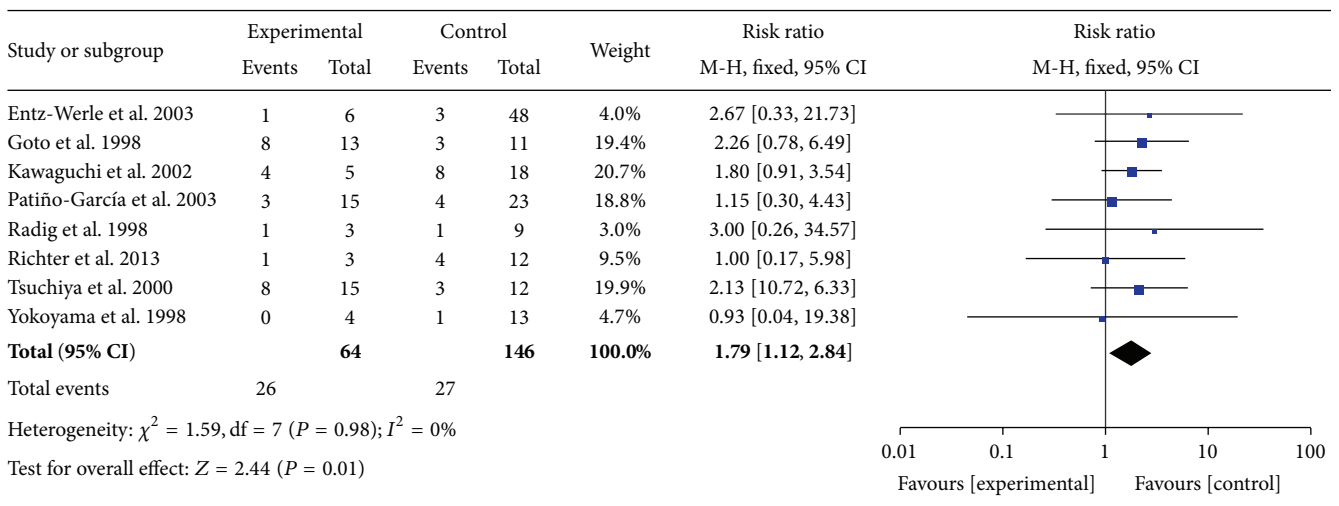 Study or subgroup Experimental Control Weight Risk ratio Risk ratio
Events Total Events Total M-H, fixed, 95% CI M-H, fixed, 95% CI
Entz-Werle et al. 2003 1 6 3 48 4.0% 2.67 [0.33, 21.73]
Goto et al. 1998 8 13 3 11 19.4% 2.26 [0.78, 6.49]
Kawaguchi et al. 2002 4 5 8 18 20.7% 1.80 [0.91, 3.54]
Patiño-García et al. 2003 3 15 4 23 18.8% 1.15 [0.30, 4.43]
Radig et al. 1998 1 3 1 9 3.0% 3.00 [0.26, 34.57]
Richter et al. 2013 1 3 4 12 9.5% 1.00 [0.17, 5.98]
Tsuchiya et al. 2000 8 15 3 12 19.9% 2.13 [10.72, 6.33]
Yokoyama et al. 1998 0 4 1 13 4.7% 0.93 [0.04, 19.38]
Total (95% CI) 64 146 100.0% 1.79 [1.12, 2.84]
Total events 26 27
Heterogeneity: χ² = 1.59, df = 7 (P = 0.98); I² = 0%
Test for overall effect: Z = 2.44 (P = 0.01)
0.01 0.1 1 10 100
Favours [experimental] Favours [control]